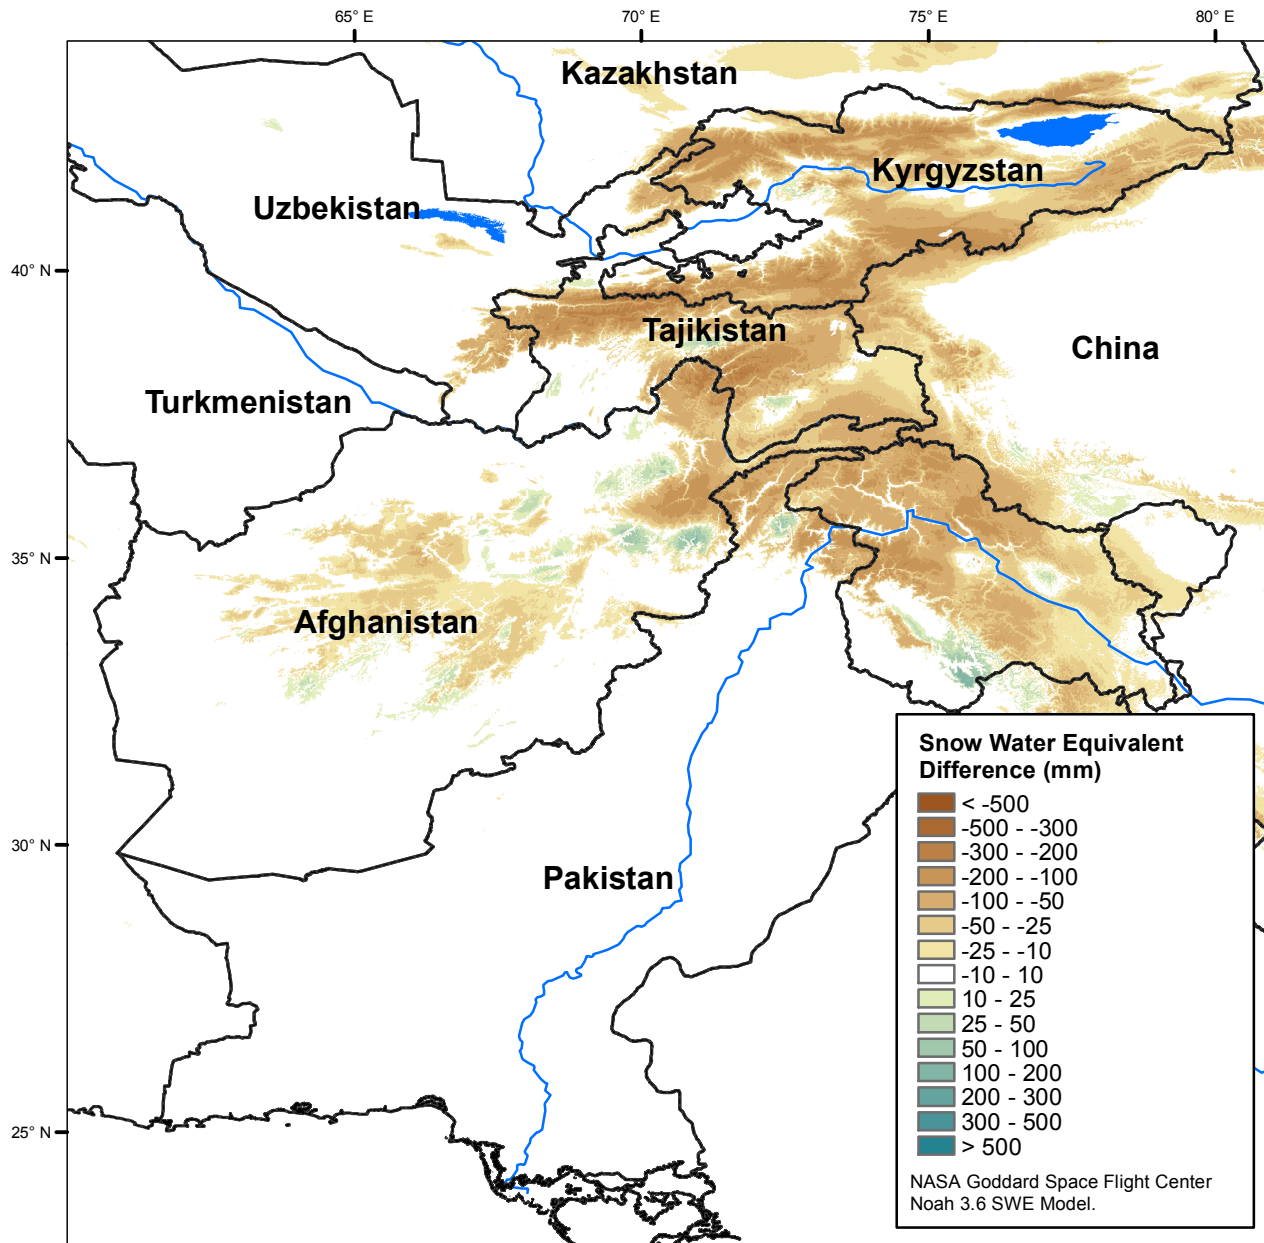 65° E
70° E
75° E
80° E
Kazakhstan
Kyrgyzstan
Uzbekistan
40° N
Tajikistan
China
Turkmenistan
35° N
Afghanistan
Snow Water Equivalent
Difference (mm)
< -500
-500 - -300
-300 - -200
-200 - -100
-100 - -50
-50 - -25
-25 - -10
-10 - 10
10 - 25
25 - 50
50 - 100
100 - 200
200 - 300
300 - 500
> 500
30° N
Pakistan
25° N
NASA Goddard Space Flight Center
Noah 3.6 SWE Model.